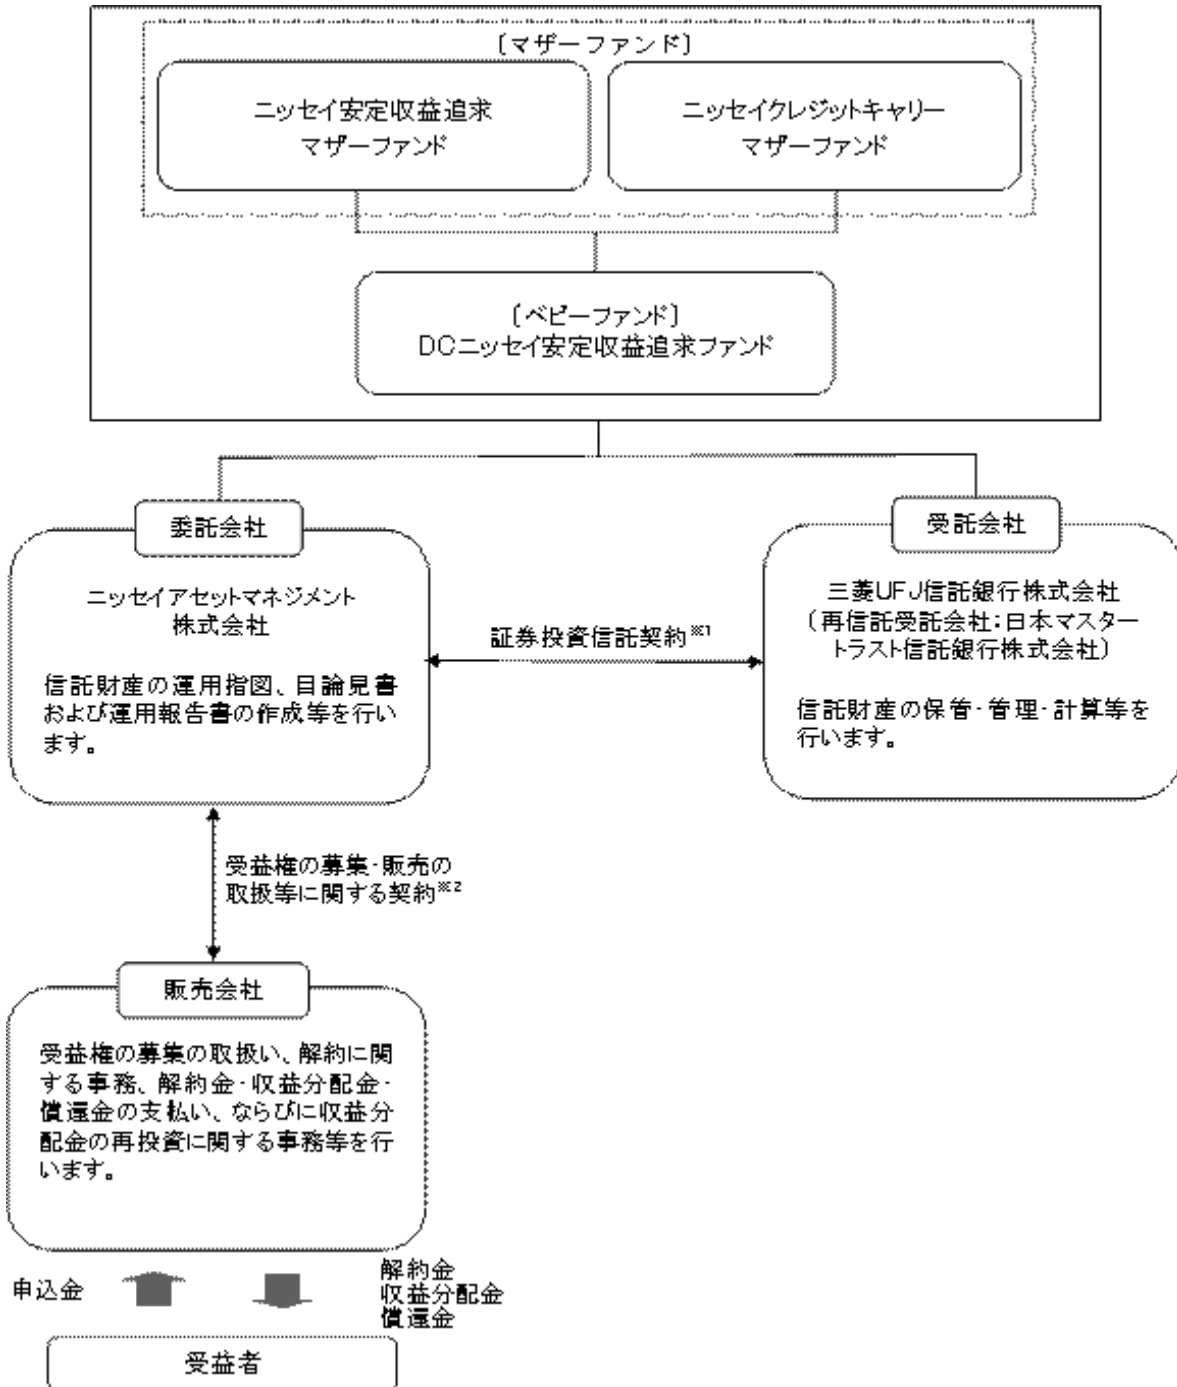 〔マザーファンド〕
ニッセイ安定収益追求
マザーファンド
ニッセイクレジットキャリー
マザーファンド
〔ベビーファンド〕
DCニッセイ安定収益追求ファンド
委託会社
ニッセイアセットマネジメント
株式会社
信託財産の運用指図、目論見書
および運用報告書の作成等を行い
ます。
証券投資信託契約※1
受託会社
三菱UFJ信託銀行株式会社
（再信託受託会社：日本マスター
トラスト信託銀行株式会社）
信託財産の保管・管理・計算等を
行います。
受益権の募集・販売の
取扱等に関する契約※2
販売会社
受益権の募集の取扱い、解約に関
する事務、解約金・収益分配金・
償還金の支払い、ならびに収益分
配金の再投資に関する事務等を行
います。
申込金
解約金
収益分配金
償還金
受益者